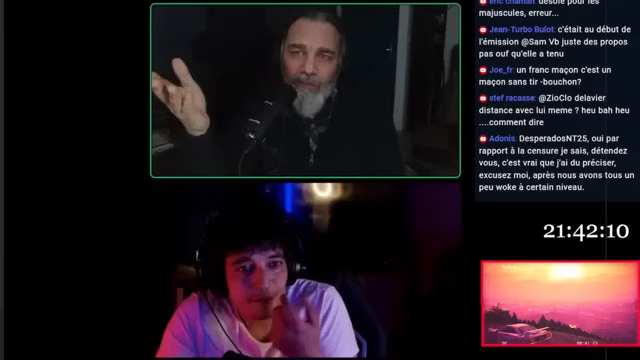 eric chaman: désolé pour les
majuscules, erreur...
Jean-Turbo Bulot: c'était au début de
l'émission @Sam Vb juste des propos
pas ouf qu'elle a tenu
Joe_fr: un franc maçon c'est un
maçon sans tir -bouchon?
stef racasse: @ZioClo delavier
distance avec lui meme ? heu bah heu
....comment dire
Adonis: DesperadosNT25, oui par
rapport à la censure je sais, détendez
vous, c'est vrai que j'ai du préciser,
excusez moi, après nous avons tous un
peu woke à certain niveau.
21:42:10